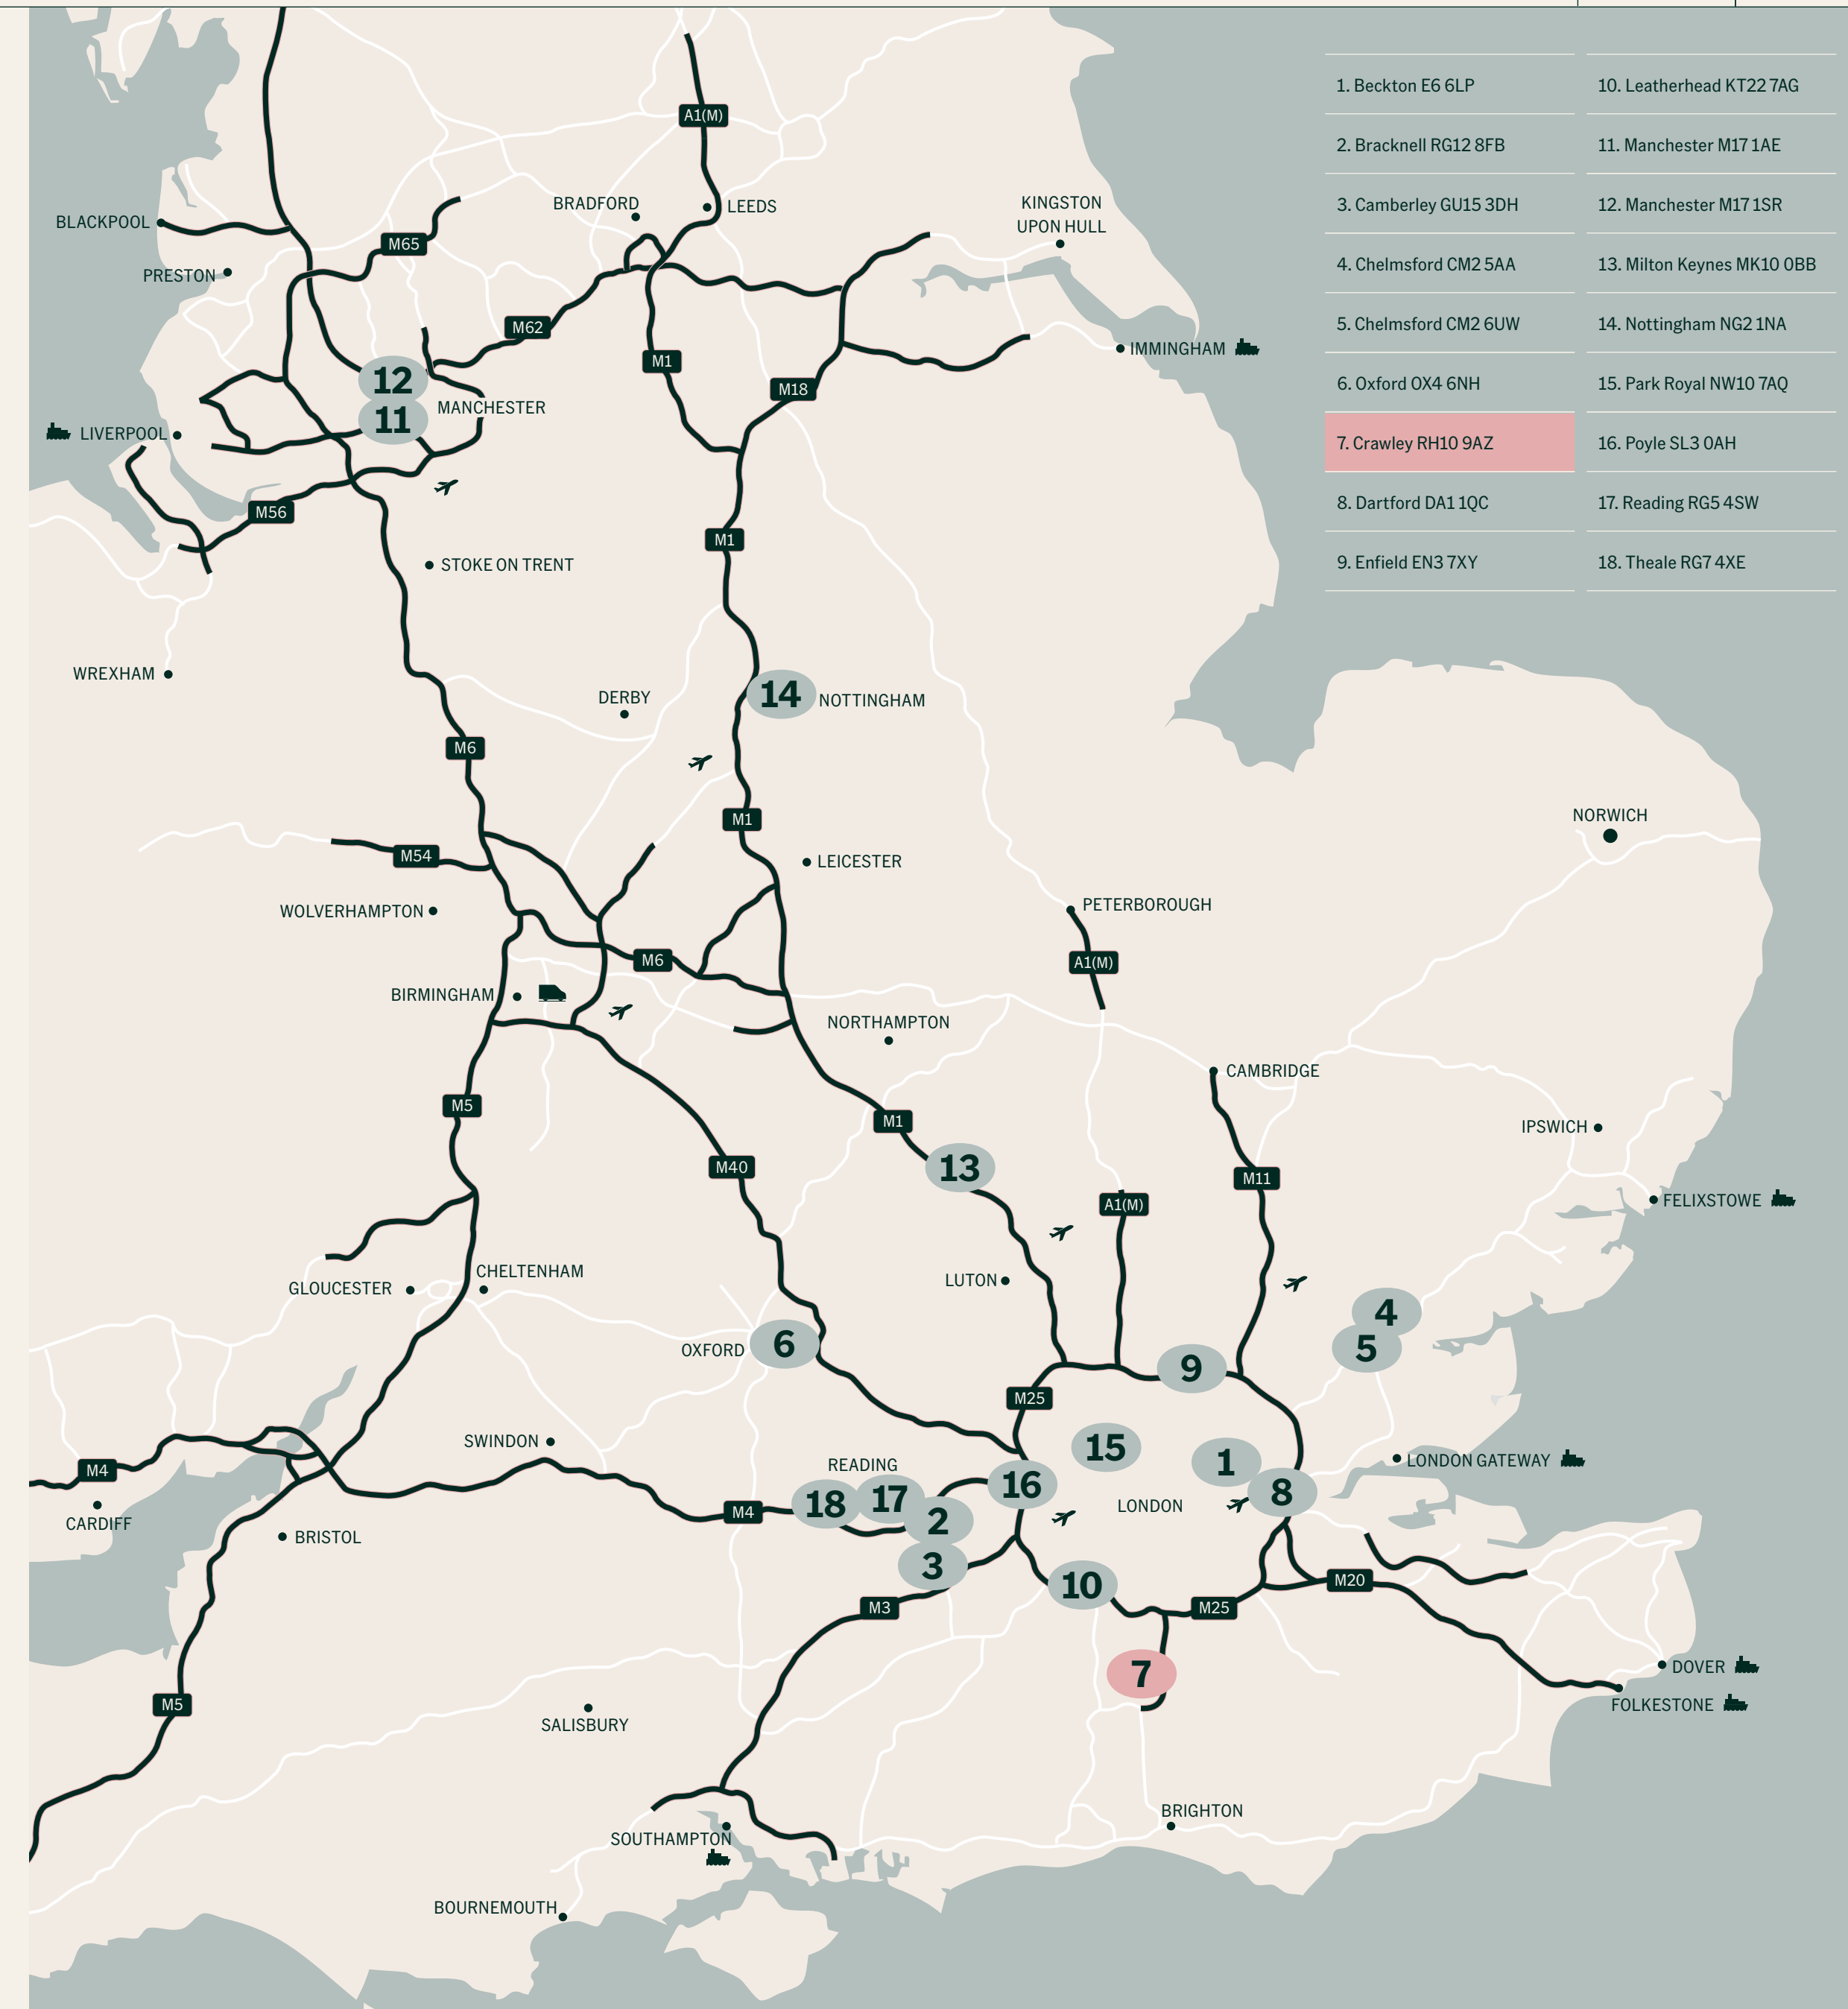 1. Beckton E6 6LP
2. Bracknell RG12 8FB
3. Camberley GU15 3DH
4. Chelmsford CM2 5AA
5. Chelmsford CM2 6UW
6. Oxford OX4 6NH
7. Crawley RH10 9AZ
8. Dartford DA1 1QC
9. Enfield EN3 7XY
10. Leatherhead KT22 7AG
11. Manchester M17 1AE
12. Manchester M17 1SR
13. Milton Keynes MK10 0BB
14. Nottingham NG2 1NA
15. Park Royal NW10 7AQ
16. Poyle SL3 0AH
17. Reading RG5 4SW
18. Theale RG7 4XE
A1(M)
BRADFORD
LEEDS
KINGSTON
UPON HULL
BLACKPOOL
M65
PRESTON
M62
IMMINGHAM
M1
12
M18
MANCHESTER
11
LIVERPOOL
M56
M1
STOKE ON TRENT
WREXHAM
DERBY
14
NOTTINGHAM
M6
NORWICH
M1
M54
LEICESTER
PETERBOROUGH
WOLVERHAMPTON
M6
A1(M)
BIRMINGHAM
NORTHAMPTON
CAMBRIDGE
M5
M1
IPSWICH
M40
13
M11
FELIXSTOWE
A1(M)
CHELTENHAM
LUTON
GLOUCESTER
4
OXFORD
6
5
9
M25
SWINDON
15
READING
1
LONDON GATEWAY
M4
16
8
CARDIFF
M4
18
17
LONDON
2
BRISTOL
3
10
M20
M3
M25
7
DOVER
M5
FOLKESTONE
SALISBURY
BRIGHTON
SOUTHAMPTON
BOURNEMOUTH